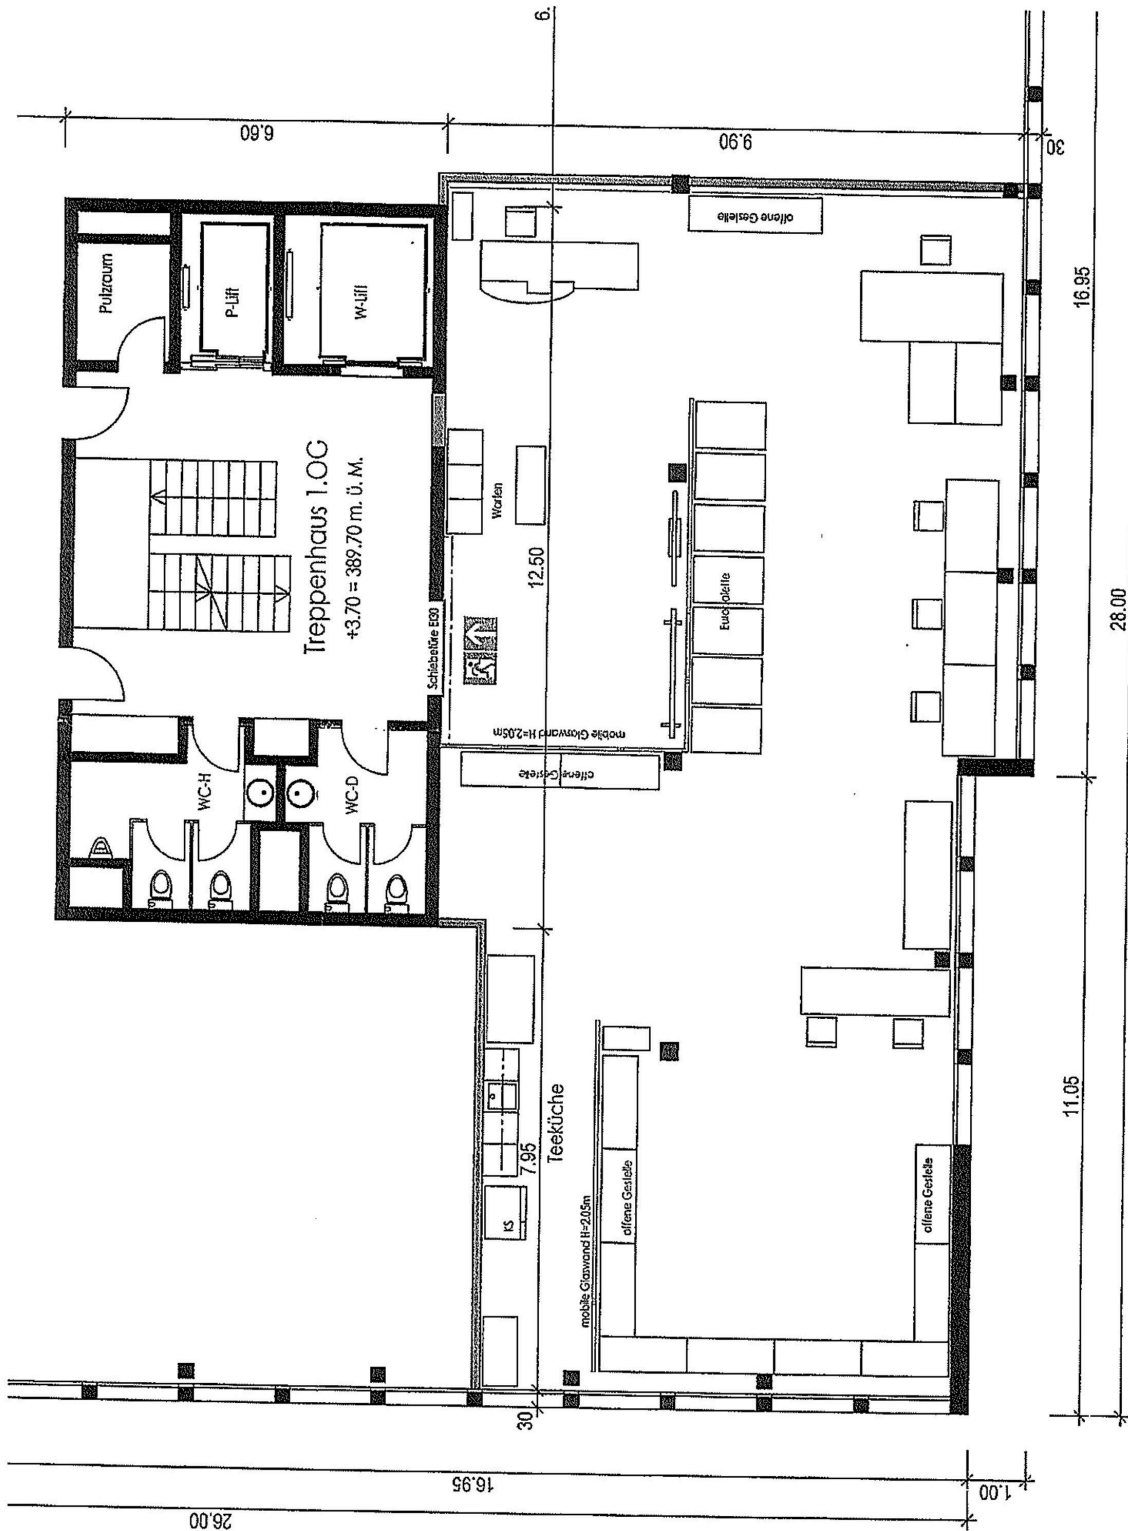 6.
6.60
9.90
30
Putzraum
P-Lift
W-Lift
Treppenhaus 1.OG
+3.70 = 389.70 m. ü. M.
WC-H
WC-D
Schiebetüre EI30
Warten
12.50
mobile Glaswand H=2.05m
offene Gestelle
offene Gestelle
Europalette
16.95
28.00
11.05
Teeküche
7.95
KS
mobile Glaswand H=2.05m
offene Gestelle
offene Gestelle
30
16.95
1.00
26.00